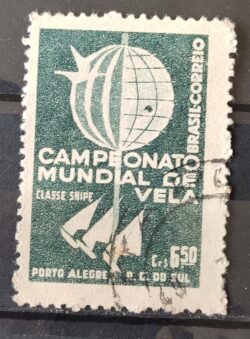 BRASIL-CORREIO
CAMPEONATO
MUNDIAL DE
VELA
CLASSE SNIPE
Cr$ 6.50
PORTO ALEGRE R. G. DO SUL